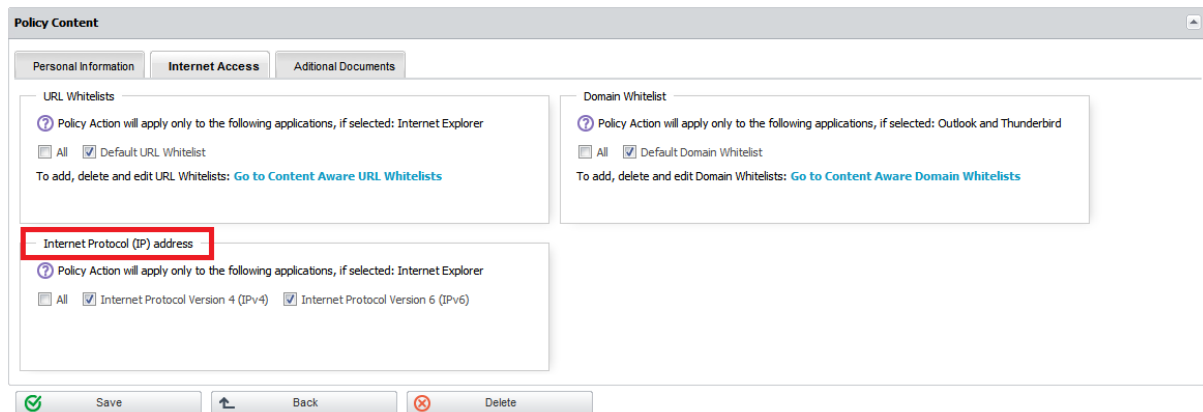 Policy Content
Personal Information Internet Access Aditional Documents
URL Whitelists
Policy Action will apply only to the following applications, if selected: Internet Explorer
All Default URL Whitelist
To add, delete and edit URL Whitelists: Go to Content Aware URL Whitelists
Domain Whitelist
Policy Action will apply only to the following applications, if selected: Outlook and Thunderbird
All Default Domain Whitelist
To add, delete and edit Domain Whitelists: Go to Content Aware Domain Whitelists
Internet Protocol (IP) address
Policy Action will apply only to the following applications, if selected: Internet Explorer
All Internet Protocol Version 4 (IPv4) Internet Protocol Version 6 (IPv6)
Save Back Delete